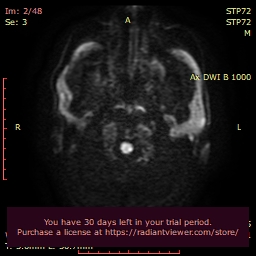 Im: 2/48
STP72
Se: 3
STP72
M
A
Ax DWI B 1000
R
L
You have 30 days left in your trial period.
Purchase a license at https://radiantviewer.com/store/